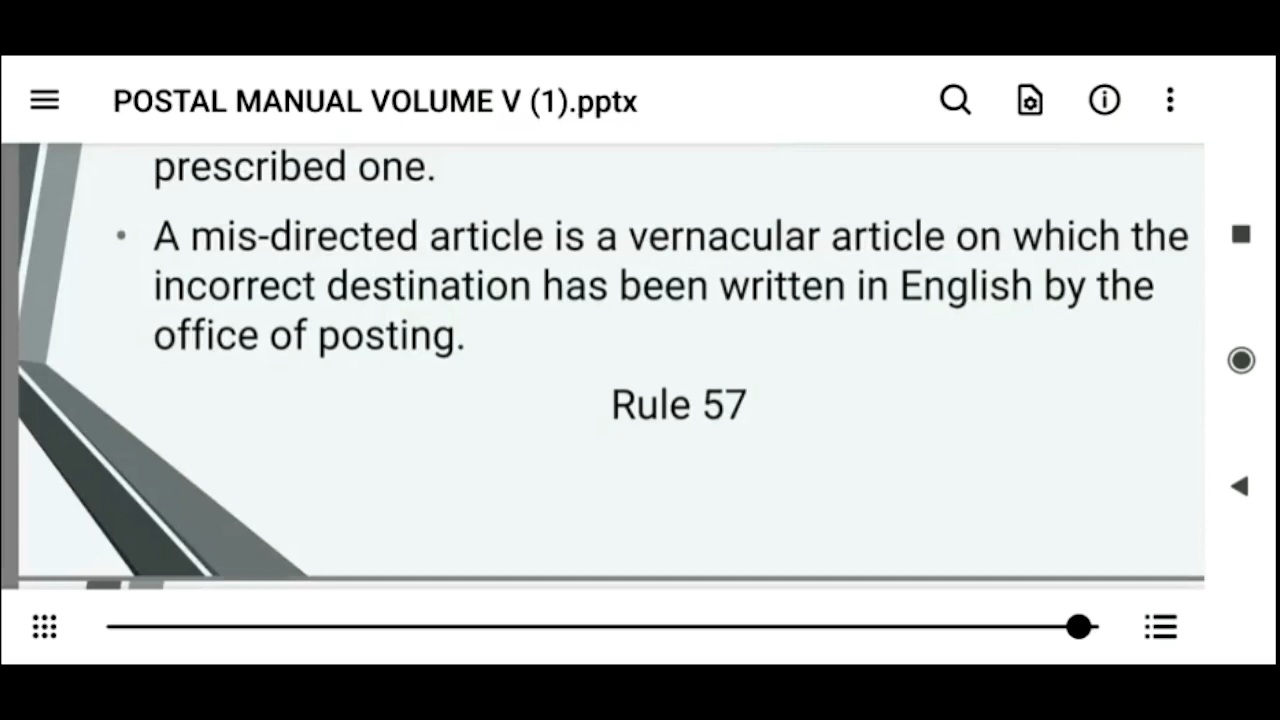 POSTAL MANUAL VOLUME V (1).pptx
prescribed one.
• A mis-directed article is a vernacular article on which the
incorrect destination has been written in English by the
office of posting.
Rule 57